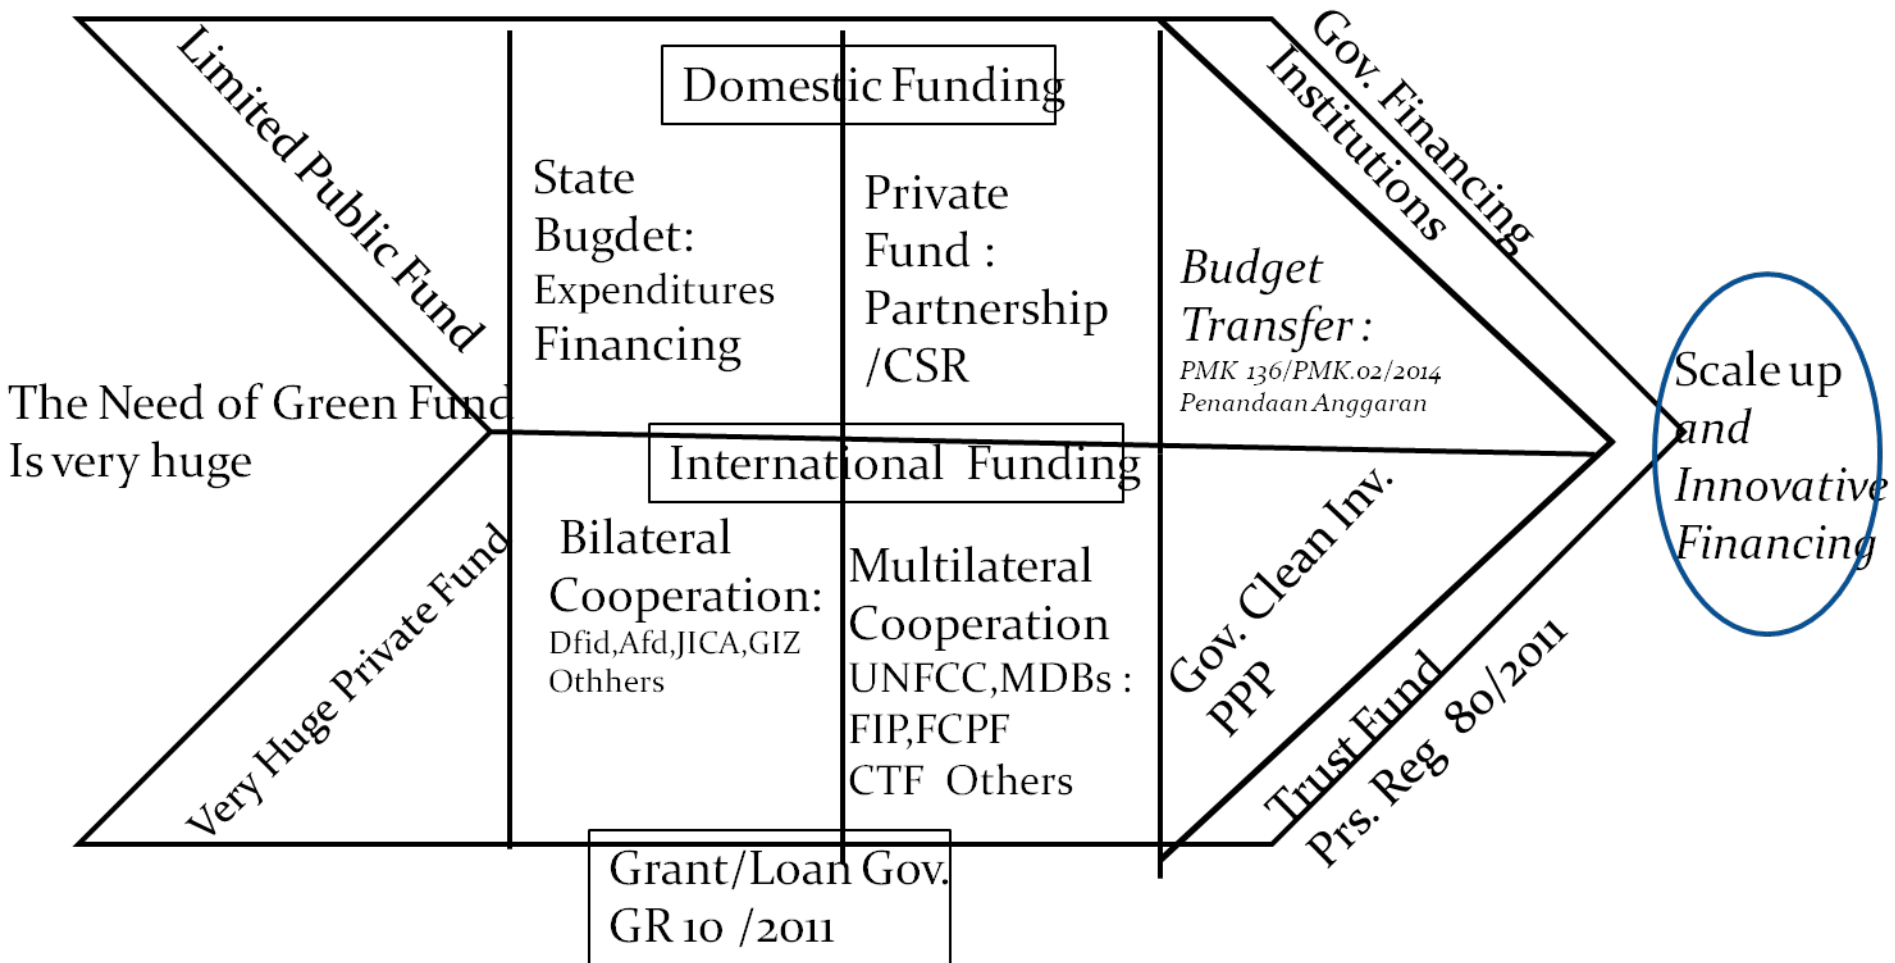 Limited Public Fund
The Need of Green Fund
Is very huge
Very Huge Private Fund
Domestic Funding
State
Bugdet:
Expenditures
Financing
Private
Fund :
Partnership
/CSR
Budget
Transfer :
PMK 136/PMK.02/2014
Penandaan Anggaran
Gov. Financing
Institutions
International Funding
Bilateral
Cooperation:
Dfid,Afd,JICA,GIZ
Othhers
Multilateral
Cooperation
UNFCC,MDBs :
FIP,FCPF
CTF Others
Gov. Clean Inv.
PPP
Trust Fund
Prs. Reg 80/2011
Scale up
and
Innovative
Financing
Grant/Loan Gov.
GR 10 /2011